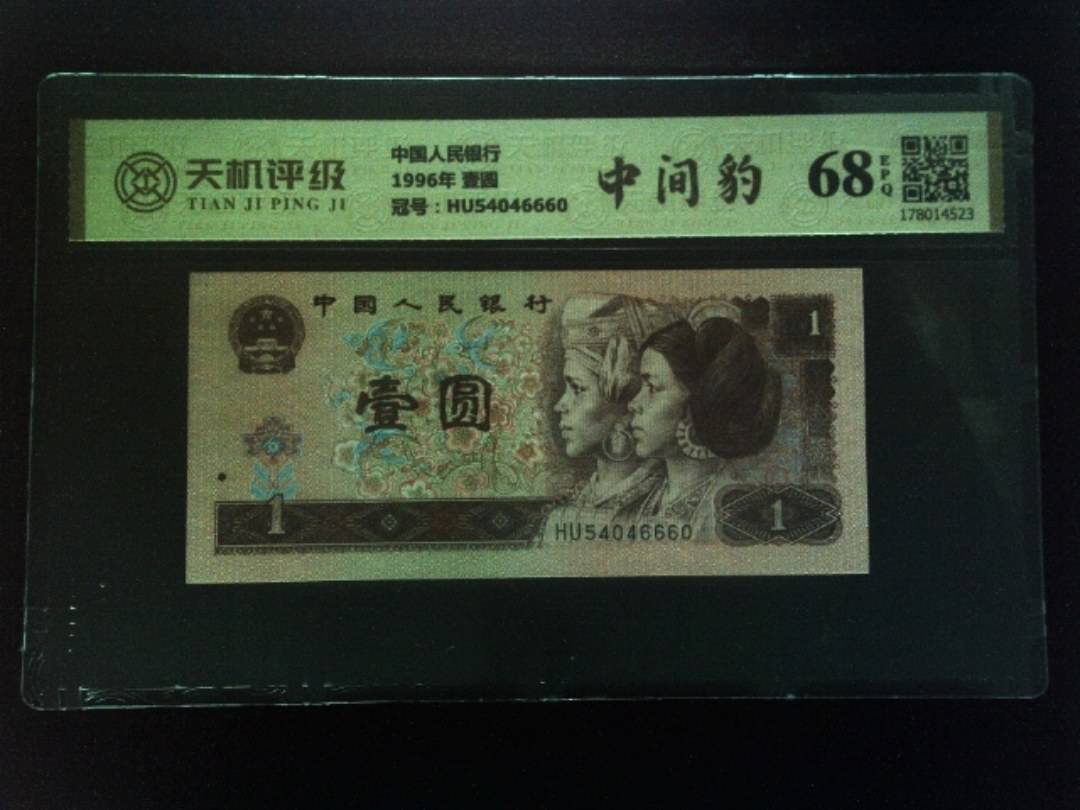 天机评级
TIAN JI PING JI
中国人民银行
1996年 壹圆
冠号：HU54046660
中间豹
68
EPQ
178014523
中国人民银行
1
壹圆
1
HU54046660
1